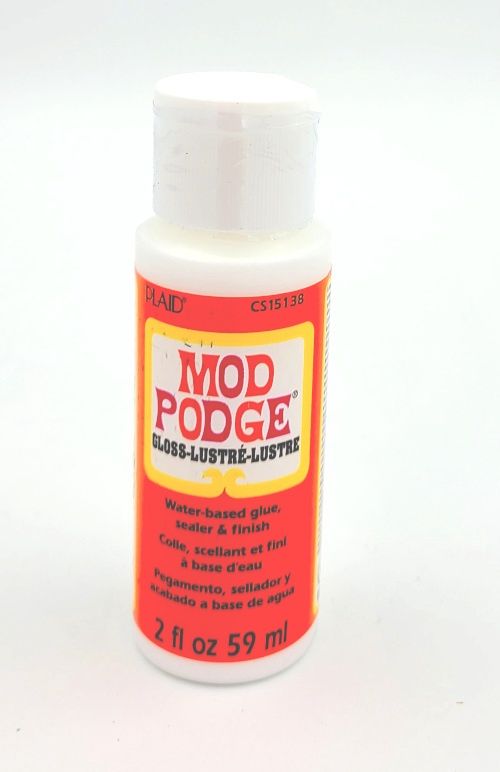 PLAID®
CS15138
MOD
PODGE®
GLOSS-LUSTRÉ-LUSTRE
Water-based glue,
sealer & finish
Colle, scellant et fini
à base d'eau
Pegamento, sellador y
acabado a base de agua
2 fl oz 59 ml